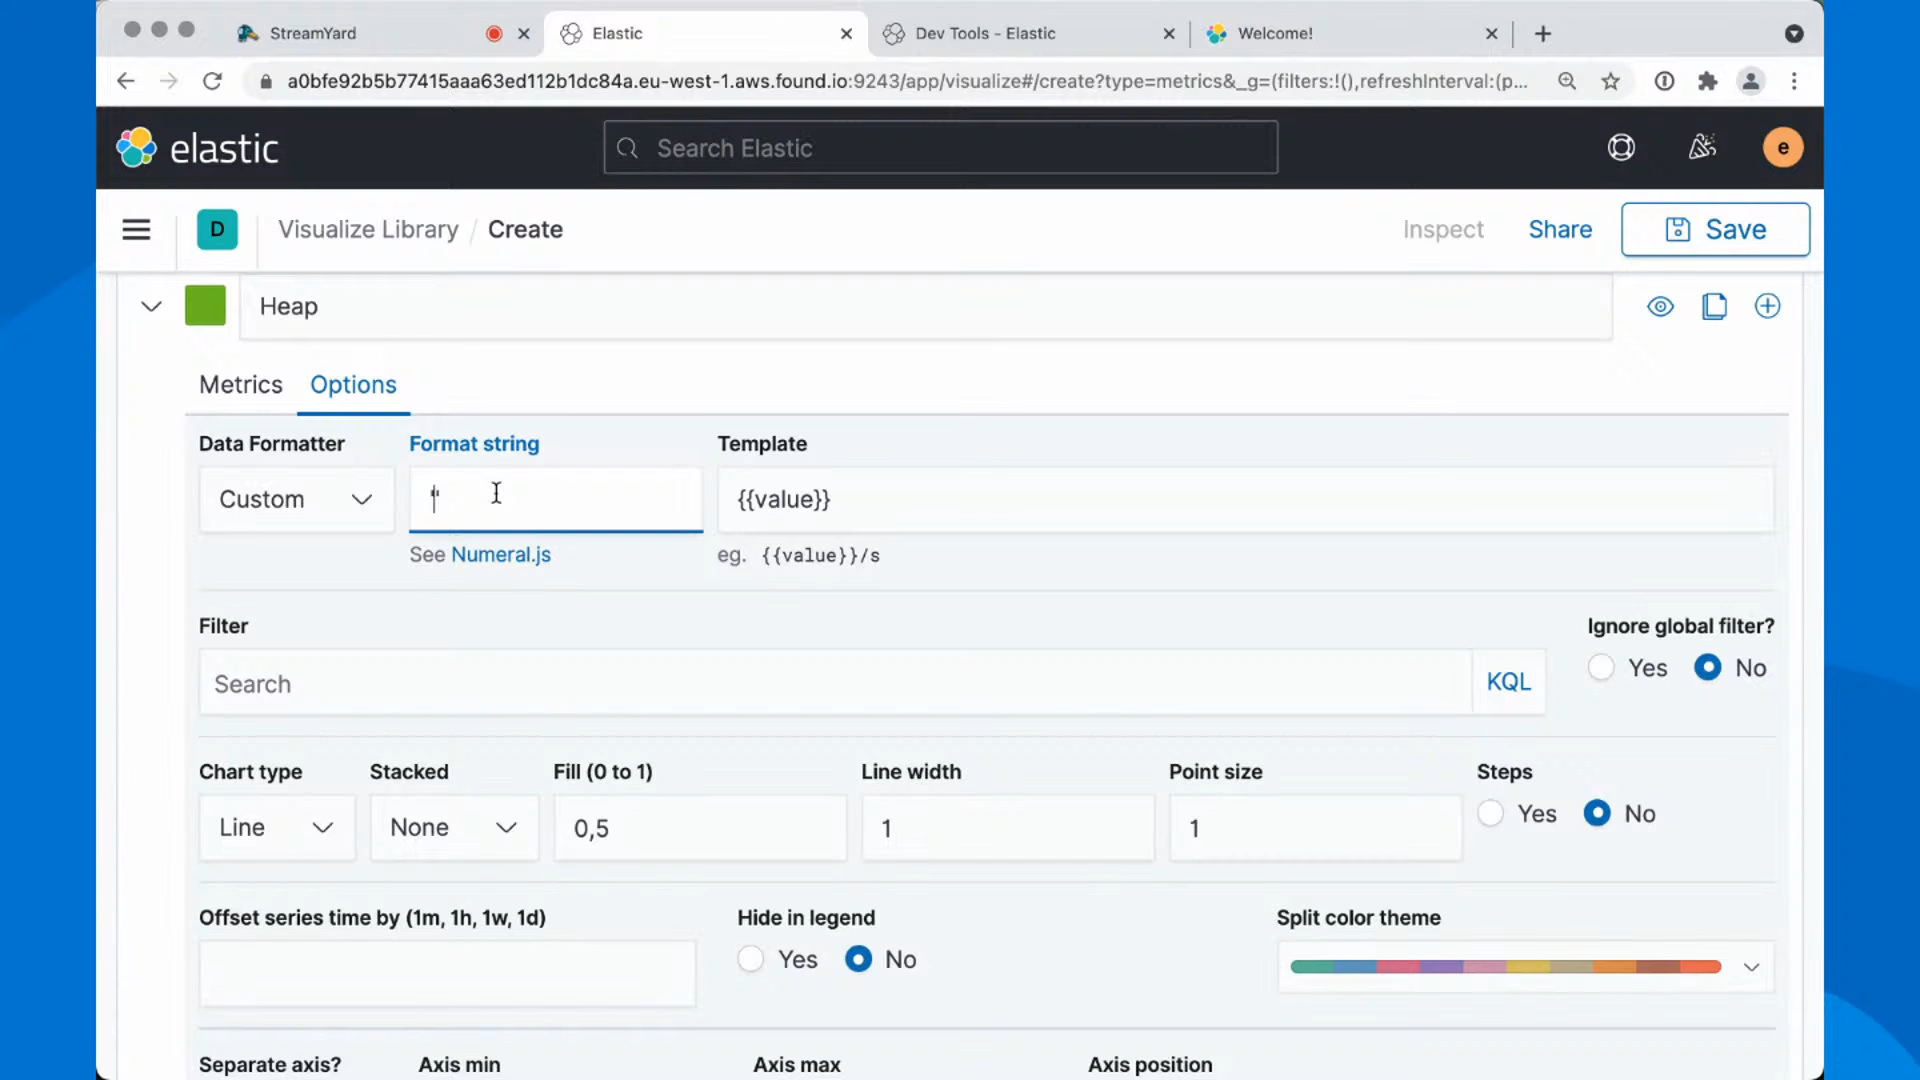 StreamYard
Elastic
Dev Tools - Elastic
Welcome!
a0bfe92b5b77415aaa63ed112b1dc84a.eu-west-1.aws.found.io:9243/app/visualize#/create?type=metrics&_g=(filters:!(),refreshInterval:(p...
elastic
Search Elastic
e
D
Visualize Library / Create
Inspect
Share
Save
Heap
Metrics
Options
Data Formatter
Format string
Template
Custom
{{value}}
See Numeral.js
eg. {{value}}/s
Filter
Ignore global filter?
Search
KQL
Yes
No
Chart type
Stacked
Fill (0 to 1)
Line width
Point size
Steps
Line
None
0,5
1
1
Yes
No
Offset series time by (1m, 1h, 1w, 1d)
Hide in legend
Split color theme
Yes
No
Separate axis?
Axis min
Axis max
Axis position